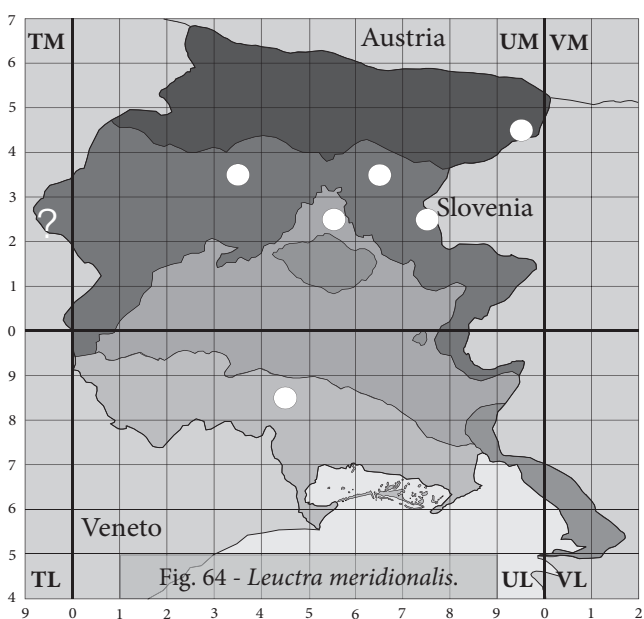 7
TM Austria UM VM
6
5
4
3
? Slovenia
2
1
0
9
8
7
6
Veneto
5
TL Fig. 64 - Leuctra meridionalis. UL VL
4
9 0 1 2 3 4 5 6 7 8 9 0 1 2